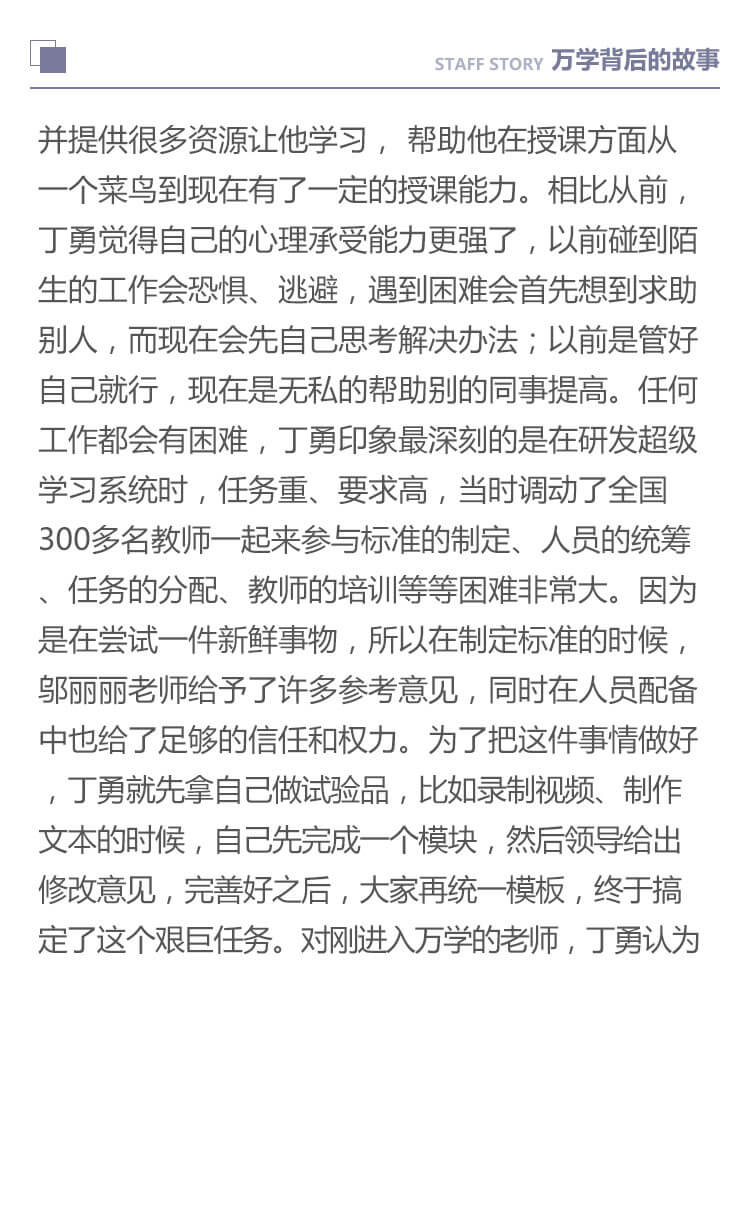 STAFF STORY 万学背后的故事
并提供很多资源让他学习， 帮助他在授课方面从
一个菜鸟到现在有了一定的授课能力。相比从前，
丁勇觉得自己的心理承受能力更强了，以前碰到陌
生的工作会恐惧、逃避，遇到困难会首先想到求助
别人，而现在会先自己思考解决办法；以前是管好
自己就行，现在是无私的帮助别的同事提高。任何
工作都会有困难，丁勇印象最深刻的是在研发超级
学习系统时，任务重、要求高，当时调动了全国
300多名教师一起来参与标准的制定、人员的统筹
、任务的分配、教师的培训等等困难非常大。因为
是在尝试一件新鲜事物，所以在制定标准的时候，
邬丽丽老师给予了许多参考意见，同时在人员配备
中也给了足够的信任和权力。为了把这件事情做好
，丁勇就先拿自己做试验品，比如录制视频、制作
文本的时候，自己先完成一个模块，然后领导给出
修改意见，完善好之后，大家再统一模板，终于搞
定了这个艰巨任务。对刚进入万学的老师，丁勇认为